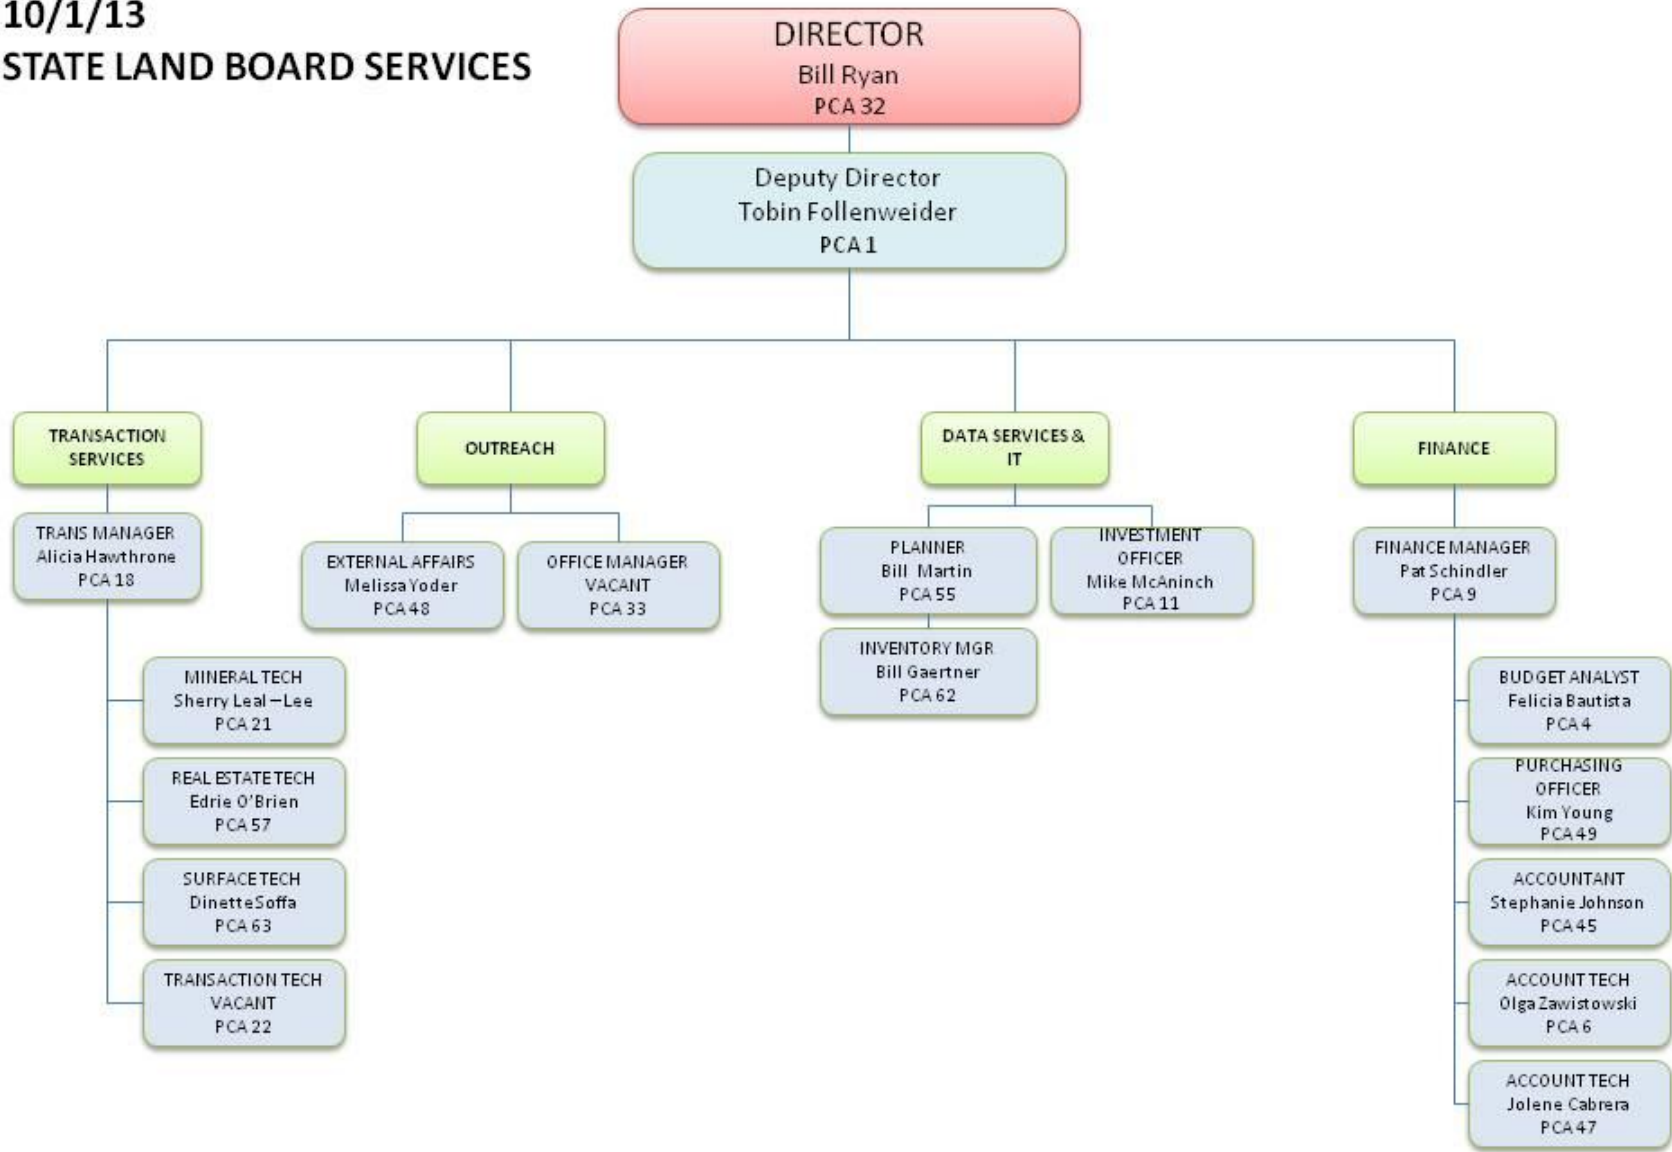 10/1/13
STATE LAND BOARD SERVICES
DIRECTOR
Bill Ryan
PCA 32
Deputy Director
Tobin Follenweider
PCA 1
TRANSACTION
SERVICES
OUTREACH
DATA SERVICES &
IT
FINANCE
TRANS MANAGER
Alicia Hawthrone
PCA 18
EXTERNAL AFFAIRS
Melissa Yoder
PCA 48
OFFICE MANAGER
VACANT
PCA 33
PLANNER
Bill Martin
PCA 55
INVESTMENT
OFFICER
Mike McAninch
PCA 11
FINANCE MANAGER
Pat Schindler
PCA 9
INVENTORY MGR
Bill Gaertner
PCA 62
MINERAL TECH
Sherry Leal – Lee
PCA 21
REAL ESTATE TECH
Edrie O'Brien
PCA 57
SURFACE TECH
Dinette Soffa
PCA 63
TRANSACTION TECH
VACANT
PCA 22
BUDGET ANALYST
Felicia Bautista
PCA 4
PURCHASING
OFFICER
Kim Young
PCA 49
ACCOUNTANT
Stephanie Johnson
PCA 45
ACCOUNT TECH
Olga Zawistowski
PCA 6
ACCOUNT TECH
Jolene Cabrera
PCA 47